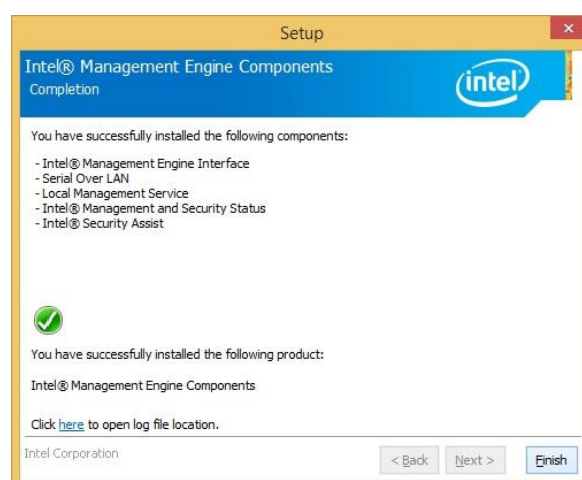 Setup
Intel® Management Engine Components
Completion
intel
You have successfully installed the following components:
- Intel® Management Engine Interface
- Serial Over LAN
- Local Management Service
- Intel® Management and Security Status
- Intel® Security Assist
You have successfully installed the following product:
Intel® Management Engine Components
Click here to open log file location.
Intel Corporation
< Back Next > Finish